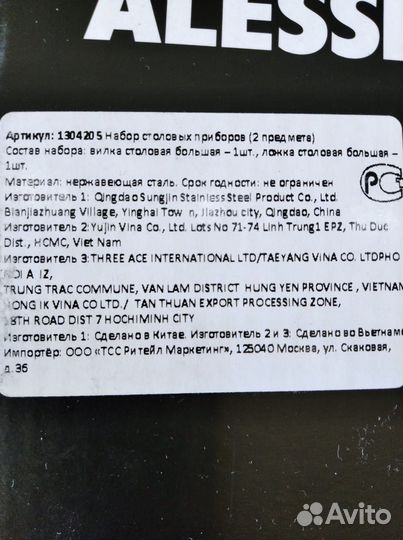 ALESS
Артикул: 1304205 Набор столовых приборов (2 предмета)
Состав набора: вилка столовая большая – 1шт., ложка столовая большая –
1шт.
Материал: нержавеющая сталь. Срок годности: не ограничен
Изготовитель 1: Qingdao Sungjin Stainless Steel Product Co., Ltd.
Bianjiazhuang Village, Yinghai Town, Jiazhou city, Qingdao, China
Изготовитель 2: Yujin Vina Co., Ltd. Lots No 71-74 Linh Trung1 EPZ, Thu Duc
Dist., HCMC, Viet Nam
Изготовитель 3: THREE ACE INTERNATIONAL LTD/TAEYANG VINA CO. LTDPHO
NOI A IZ,
TRUNG TRAC COMMUNE, VAN LAM DISTRICT HUNG YEN PROVINCE , VIETNAM
HONG IK VINA CO LTD./ TAN THUAN EXPORT PROCESSING ZONE,
18TH ROAD DIST 7 HOCHIMINH CITY
Изготовитель 1: Сделано в Китае. Изготовитель 2 и 3: Сделано во Вьетнаме
Импортёр: ООО «ТСС Ритейл Маркетинг», 125040 Москва, ул. Скаковая,
д.36
Avito